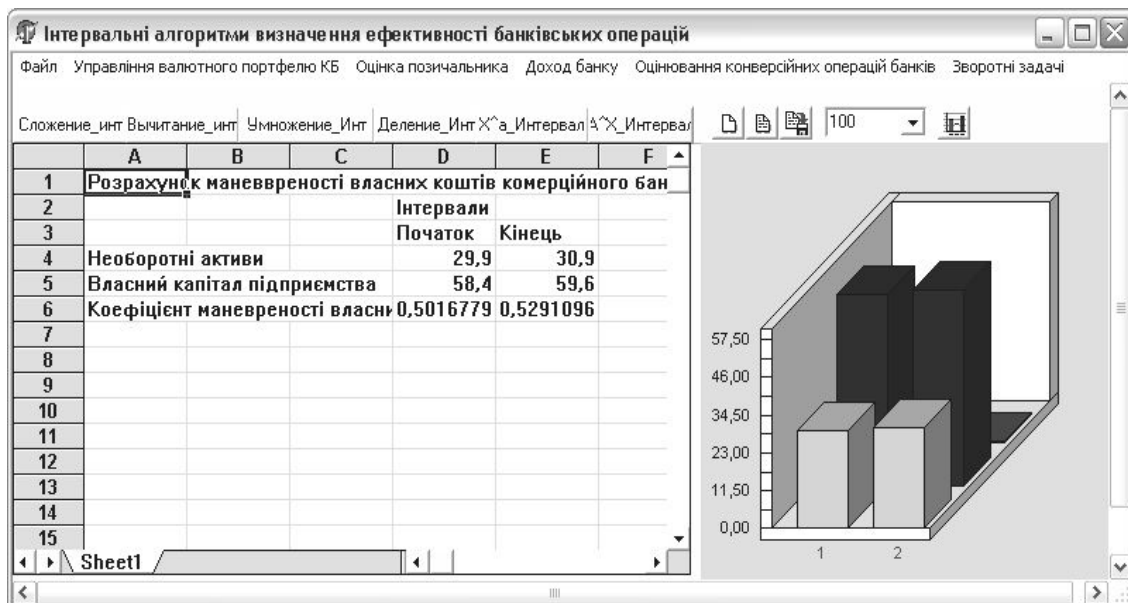 Інтервальні алгоритми визначення ефективності банківських операцій
Файл Управління валютного портфелю КБ Оцінка позичальника Доход банку Оцінювання конверсійних операцій банків Зворотні задачі
Сложение_инт Вычитание_инт Умножение_Инт Деление_Инт X^a_Интервал A^X_Интервал 100
A B C D E F
1 Розрахунок маневвреності власних коштів комерційного бан
2 Інтервали
3 Початок Кінець
4 Необоротні активи 29,9 30,9
5 Власний капітал підприємства 58,4 59,6
6 Коефіцієнт маневреності власн 0,5016779 0,5291096
7
8
9
10
11
12
13
14
15
Sheet1
57,50
46,00
34,50
23,00
11,50
0,00
1 2